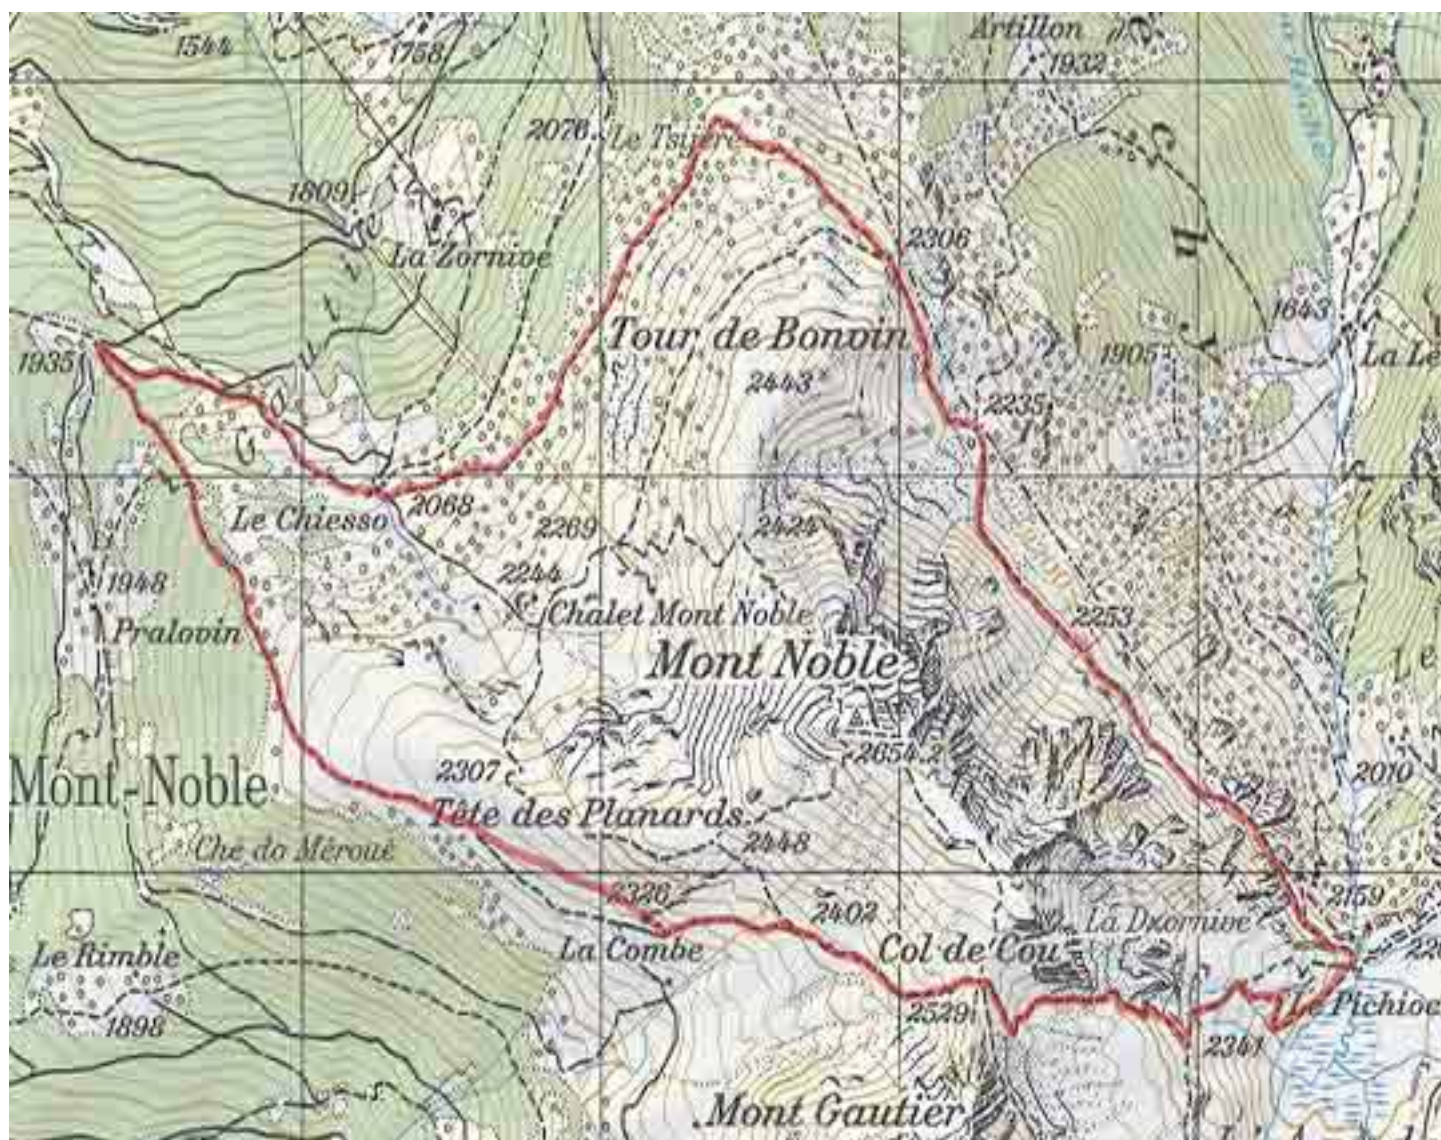 Artillon
1544
1758
1932
2076
Le Tsijere
1809
La Zornive
2306
1643
Tour de Bonvin
1935
1905
La Lé
2443
2235
2068
Le Chiesso
2269
2424
2244
1948
Chalet Mont Noble
Pralovin
2253
Mont Noble
2654.2
2307
2010
Mont-Noble
Tête des Planards
2448
Ché do Méroué
2326
2159
2402
La Dzornive
Le Rimble
La Combe
Col de Cou
1898
2529
Le Pichioc
2341
Mont Gautier